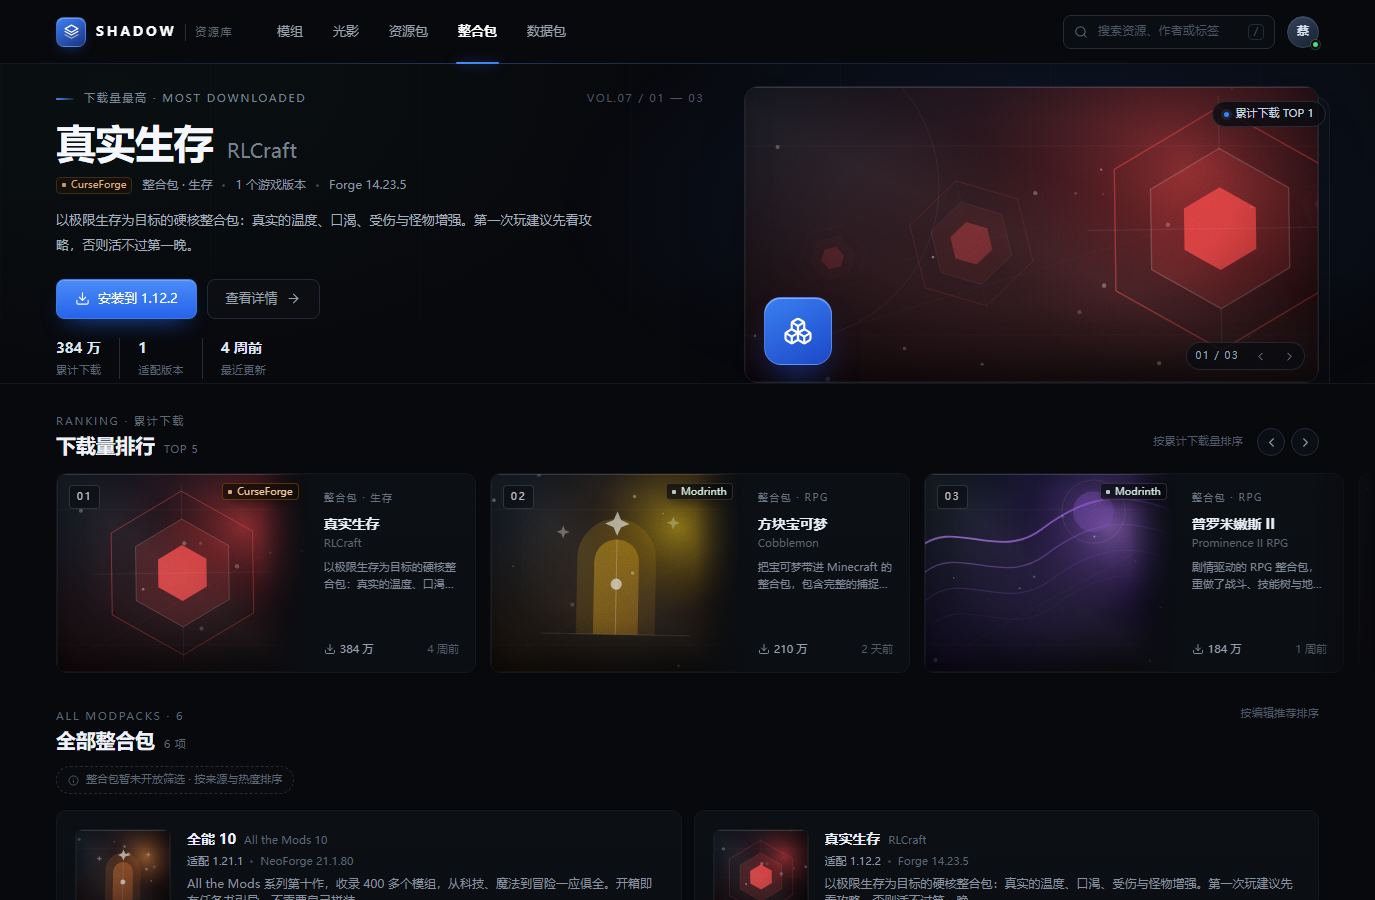 SHADOW 资源库 模组 光影 资源包 整合包 数据包 搜索资源、作者或标签 / 蔡
下载量最高 · MOST DOWNLOADED VOL.07 / 01 — 03
累计下载 TOP 1
真实生存 RLCraft
CurseForge 整合包 · 生存 • 1 个游戏版本 • Forge 14.23.5
以极限生存为目标的硬核整合包：真实的温度、口渴、受伤与怪物增强。第一次玩建议先看攻
略，否则活不过第一晚。
安装到 1.12.2 查看详情
384 万 1 4 周前
累计下载 适配版本 最近更新
01 / 03
RANKING · 累计下载
下载量排行 TOP 5
按累计下载量排序
01 CurseForge
整合包 · 生存
真实生存
RLCraft
以极限生存为目标的硬核整
合包：真实的温度、口渴...
384 万 4 周前
02 Modrinth
整合包 · RPG
方块宝可梦
Cobblemon
把宝可梦带进 Minecraft 的
整合包，包含完整的捕捉...
210 万 2 天前
03 Modrinth
整合包 · RPG
普罗米嫩斯 II
Prominence II RPG
剧情驱动的 RPG 整合包，
重做了战斗、技能树与地...
184 万 1 周前
ALL MODPACKS · 6
全部整合包 6 项
按编辑推荐排序
整合包暂未开放筛选 · 按来源与热度排序
全能 10 All the Mods 10
适配 1.21.1 • NeoForge 21.1.80
All the Mods 系列第十作，收录 400 多个模组，从科技、魔法到冒险一应俱全。开箱即
真实生存 RLCraft
适配 1.12.2 • Forge 14.23.5
以极限生存为目标的硬核整合包：真实的温度、口渴、受伤与怪物增强。第一次玩建议先